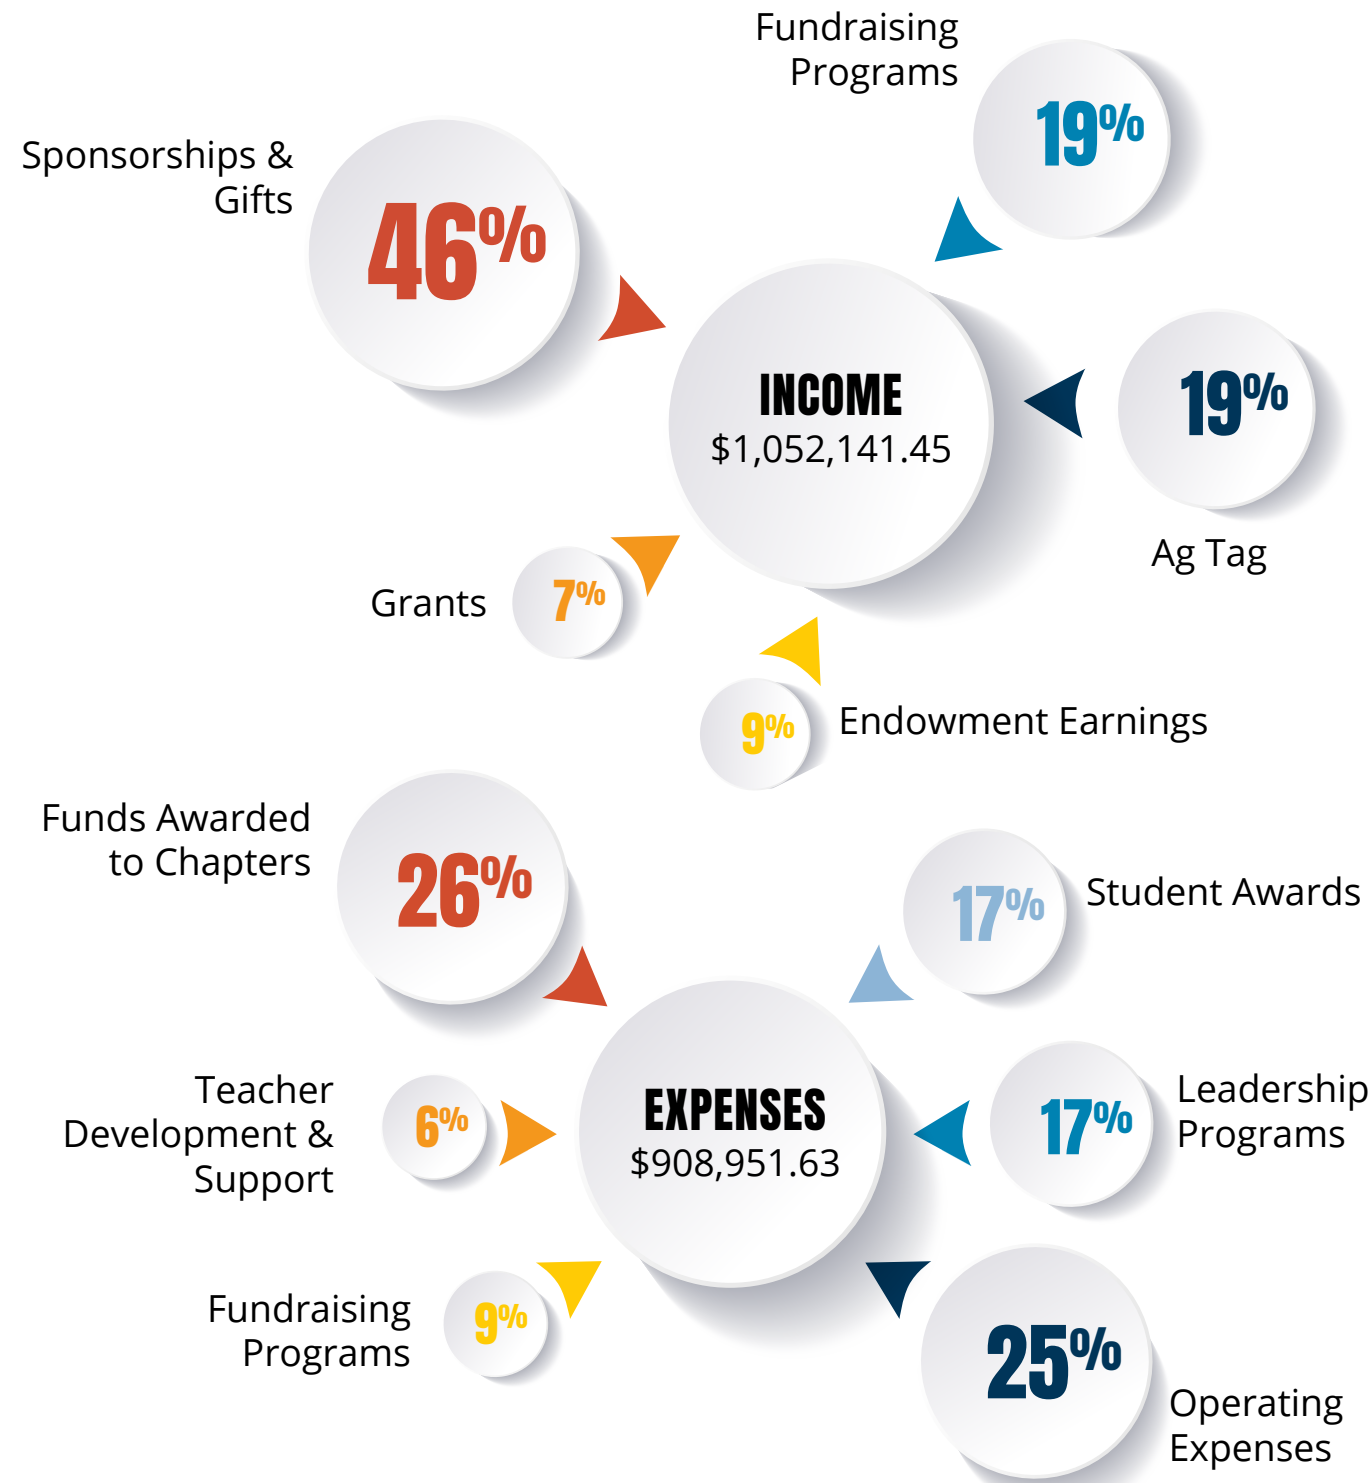 Fundraising
Programs
19%
Sponsorships &
Gifts
46%
INCOME
$1,052,141.45
19%
Ag Tag
Grants
7%
9%
Endowment Earnings
Funds Awarded
to Chapters
26%
17%
Student Awards
Teacher
Development &
Support
6%
EXPENSES
$908,951.63
17%
Leadership
Programs
Fundraising
Programs
9%
25%
Operating
Expenses